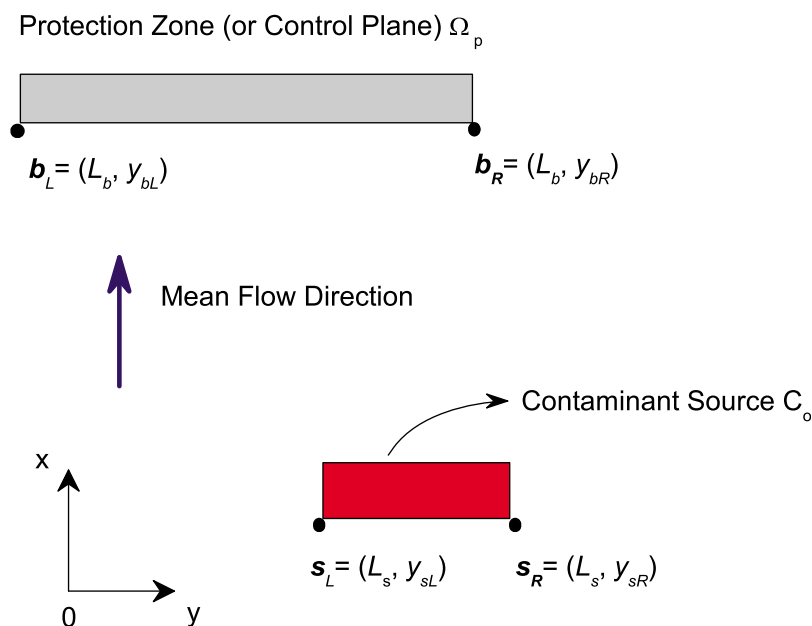 Protection Zone (or Control Plane) Ωp
bL= (Lb, ybL)
bR= (Lb, ybR)
Mean Flow Direction
Contaminant Source Co
x
sL= (Ls, ysL)
sR= (Ls, ysR)
0
y